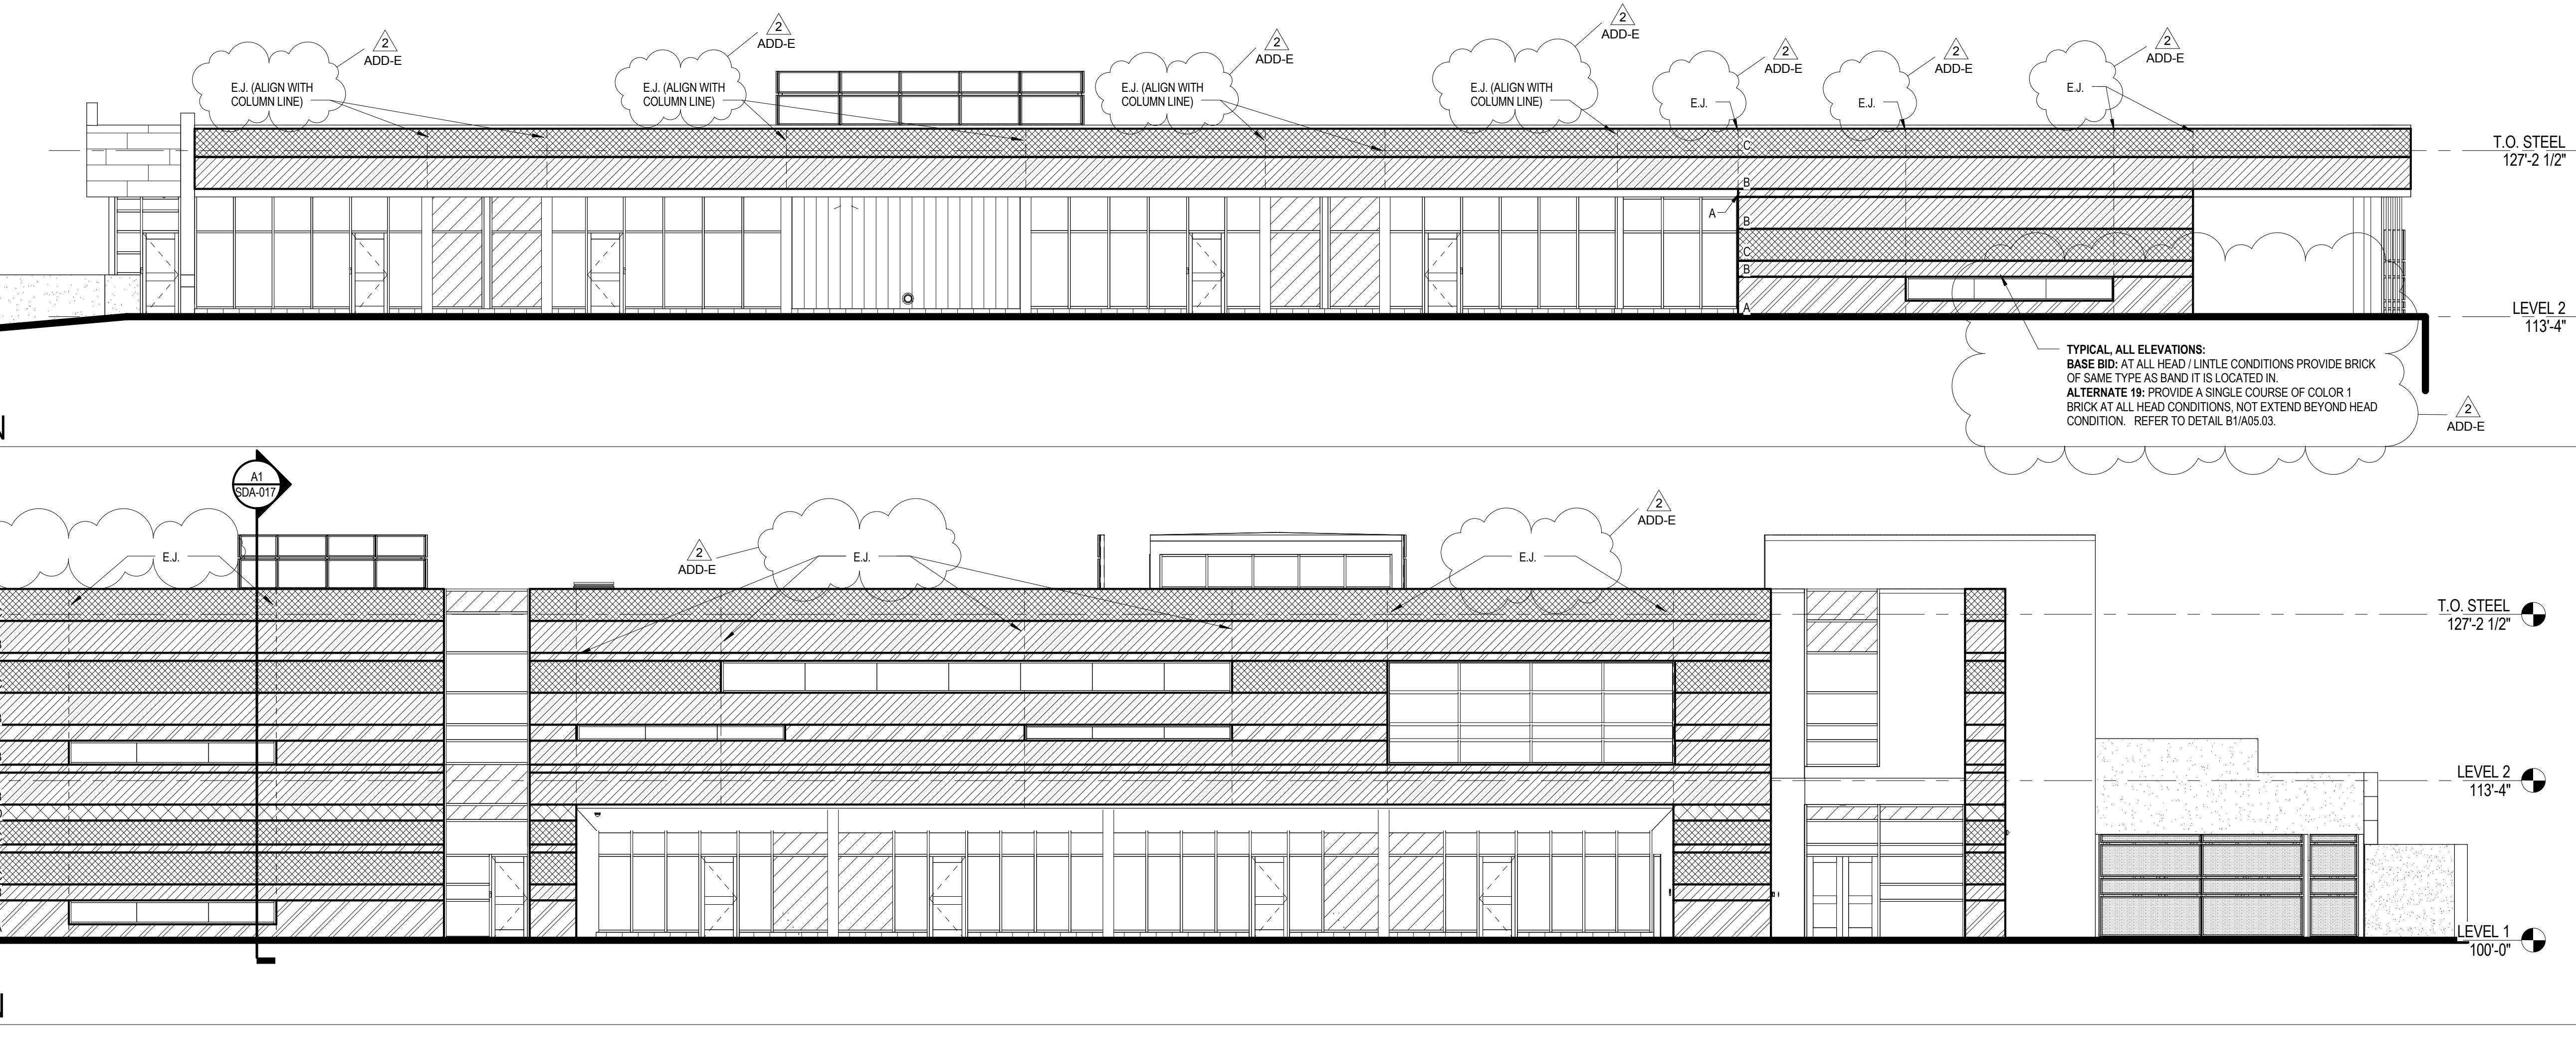 2
ADD-E
2
ADD-E
2
ADD-E
2
ADD-E
2
ADD-E
2
ADD-E
2
ADD-E
E.J. (ALIGN WITH
COLUMN LINE)
E.J. (ALIGN WITH
COLUMN LINE)
E.J. (ALIGN WITH
COLUMN LINE)
E.J. (ALIGN WITH
COLUMN LINE)
E.J.
E.J.
E.J.
T.O. STEEL
127'-2 1/2"
C
B
A
B
C
B
A
LEVEL 2
113'-4"
TYPICAL, ALL ELEVATIONS:
BASE BID: AT ALL HEAD / LINTLE CONDITIONS PROVIDE BRICK
OF SAME TYPE AS BAND IT IS LOCATED IN.
ALTERNATE 19: PROVIDE A SINGLE COURSE OF COLOR 1
BRICK AT ALL HEAD CONDITIONS, NOT EXTEND BEYOND HEAD
CONDITION. REFER TO DETAIL B1/A05.03.
2
ADD-E
N
A1
SDA-017
E.J.
2
ADD-E
E.J.
2
ADD-E
E.J.
T.O. STEEL
127'-2 1/2"
LEVEL 2
113'-4"
LEVEL 1
100'-0"